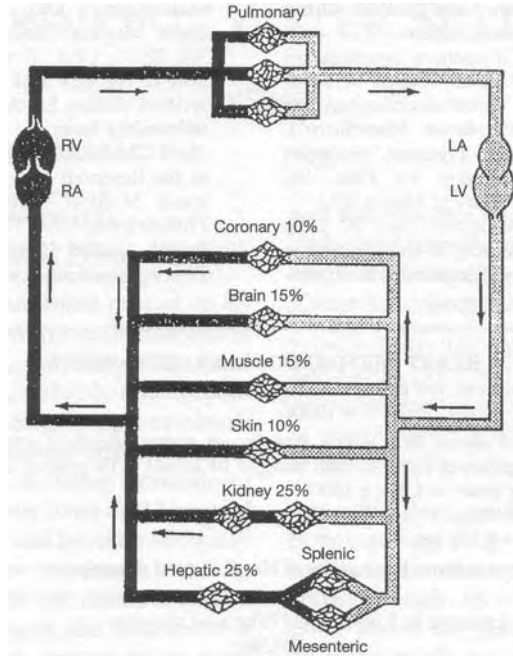 Pulmonary
RV
RA
LA
LV
Coronary 10%
Brain 15%
Muscle 15%
Skin 10%
Kidney 25%
Hepatic 25%
Splenic
Mesenteric